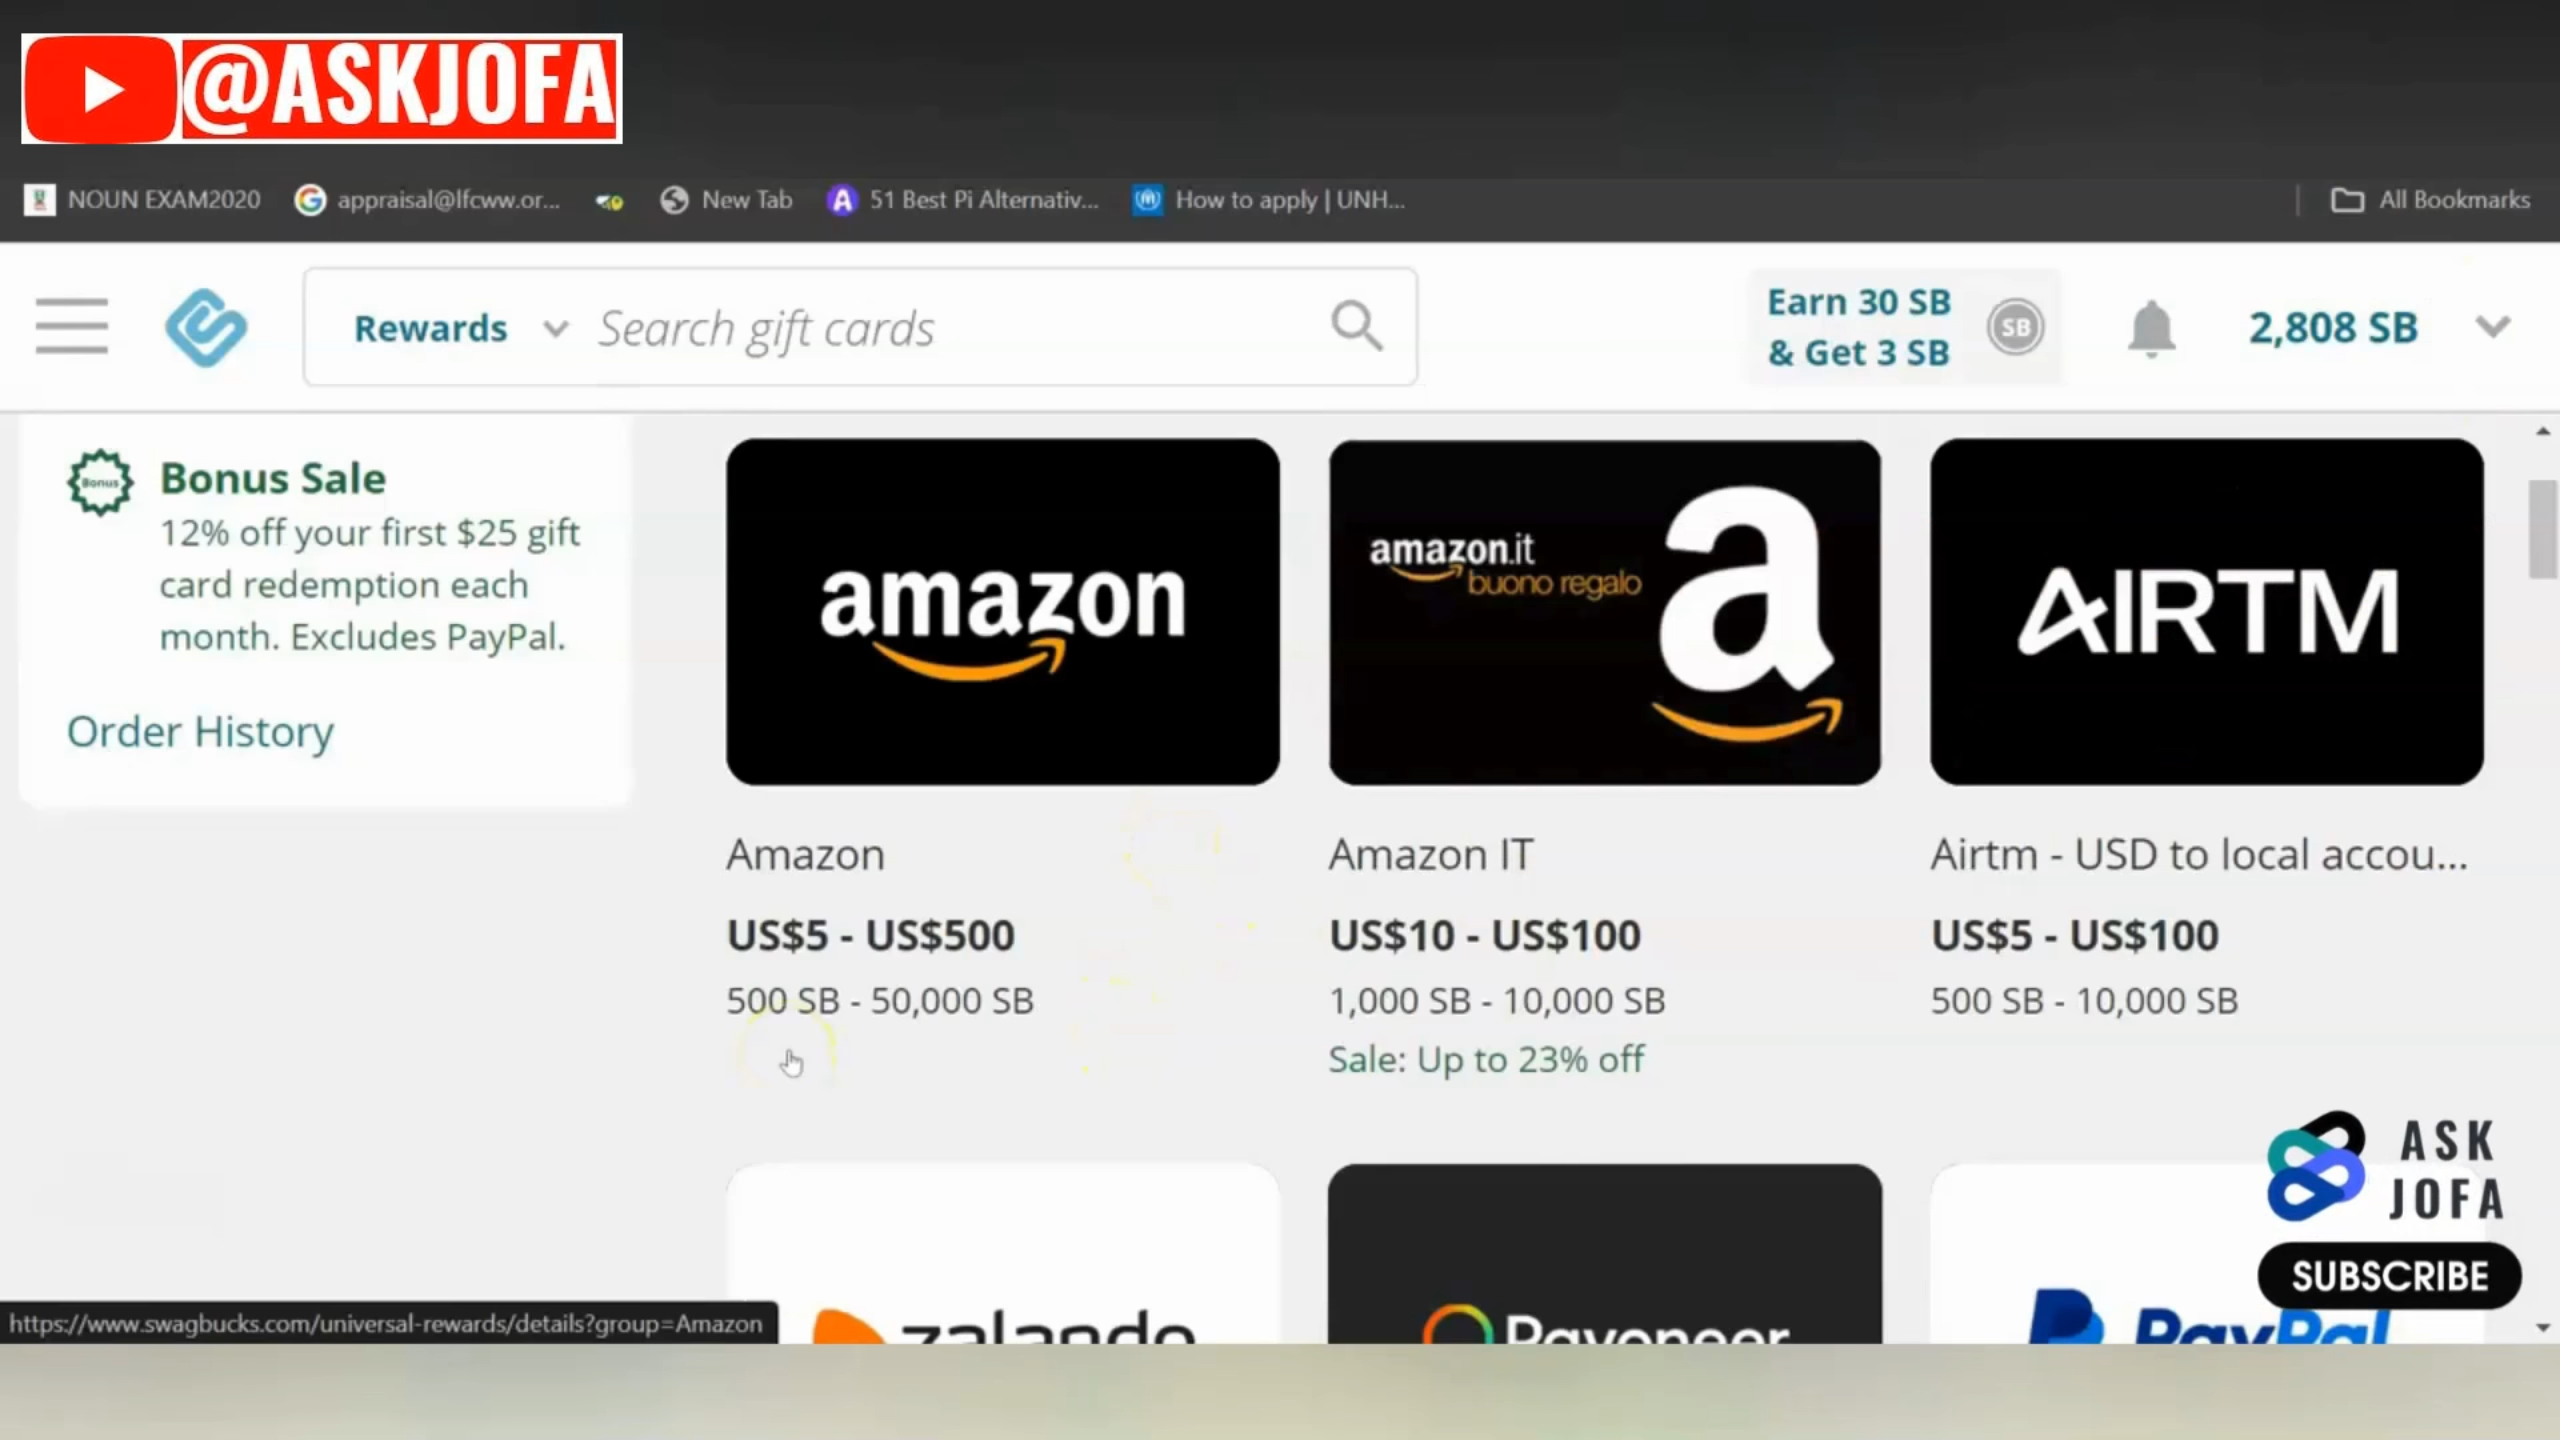 @ASKJOFA
NOUN EXAM2020
appraisal@lfcww.or...
New Tab
51 Best Pi Alternativ...
How to apply | UNH...
All Bookmarks
Rewards
Search gift cards
Earn 30 SB
& Get 3 SB
SB
2,808 SB
Bonus
Bonus Sale
12% off your first $25 gift
card redemption each
month. Excludes PayPal.
Order History
amazon
amazon.it
buono regalo
a
AIRTM
Amazon
US$5 - US$500
500 SB - 50,000 SB
Amazon IT
US$10 - US$100
1,000 SB - 10,000 SB
Sale: Up to 23% off
Airtm - USD to local accou...
US$5 - US$100
500 SB - 10,000 SB
zalando
Payoneer
PayPal
ASK
JOFA
SUBSCRIBE
https://www.swagbucks.com/universal-rewards/details?group=Amazon